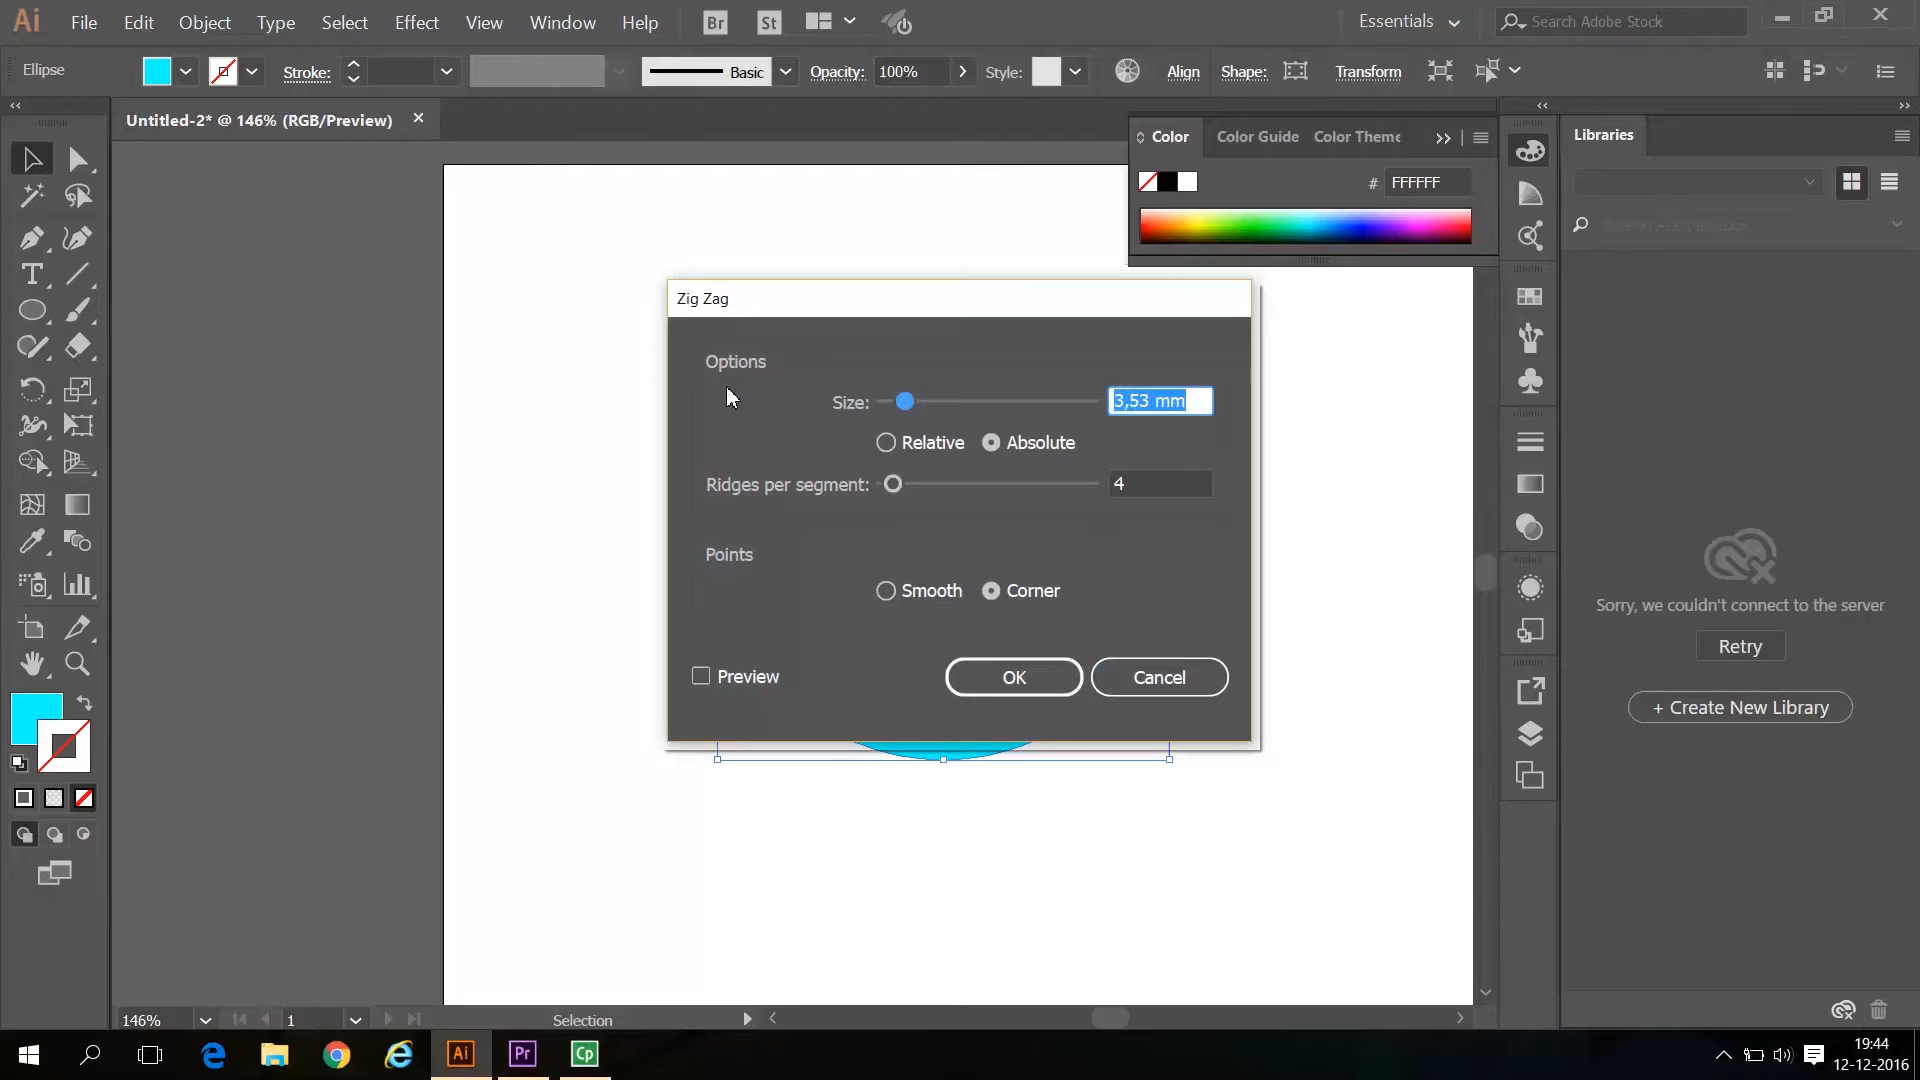 Ai File Edit Object Type Select Effect View Window Help Br St Essentials Search Adobe Stock
Ellipse Stroke: Basic Opacity: 100% Style: Align Shape: Transform
Untitled-2* @ 146% (RGB/Preview)
Color Color Guide Color Theme
# FFFFFF
Libraries
Zig Zag
Options
Size: 3,53 mm
Relative Absolute
Ridges per segment: 4
Points
Smooth Corner
Preview OK Cancel
Sorry, we couldn't connect to the server
Retry
+ Create New Library
146% 1 Selection
Ai Pr Cp
19:44
12-12-2016